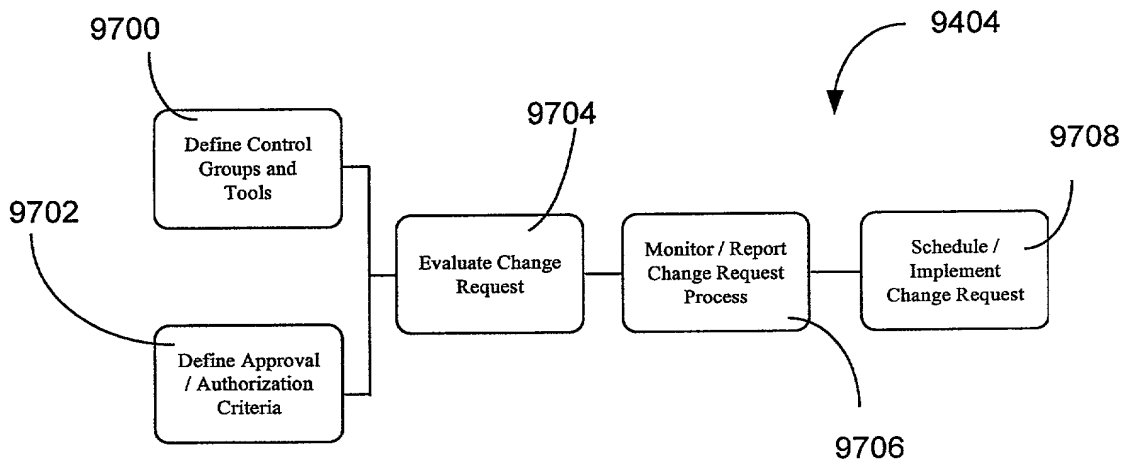 9700
9404
9704
9708
Define Control
Groups and
Tools
9702
Evaluate Change
Request
Monitor / Report
Change Request
Process
Schedule /
Implement
Change Request
Define Approval
/ Authorization
Criteria
9706